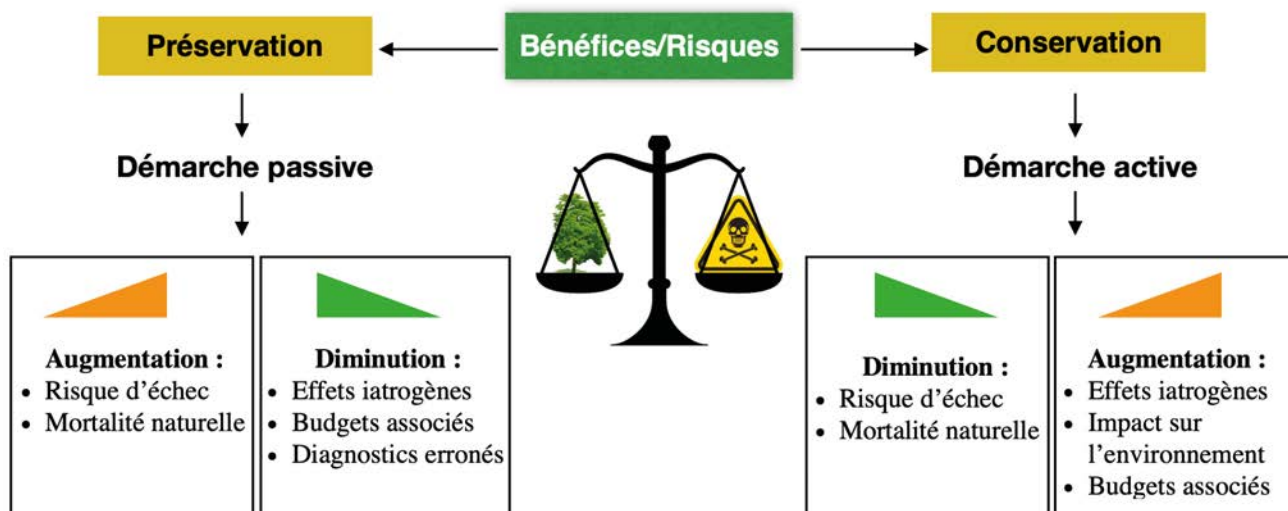 Préservation
Bénéfices/Risques
Conservation
Démarche passive
Démarche active
Augmentation :
• Risque d’échec
• Mortalité naturelle
Diminution :
• Effets iatrogènes
• Budgets associés
• Diagnostics erronés
Diminution :
• Risque d’échec
• Mortalité naturelle
Augmentation :
• Effets iatrogènes
• Impact sur
l’environnement
• Budgets associés